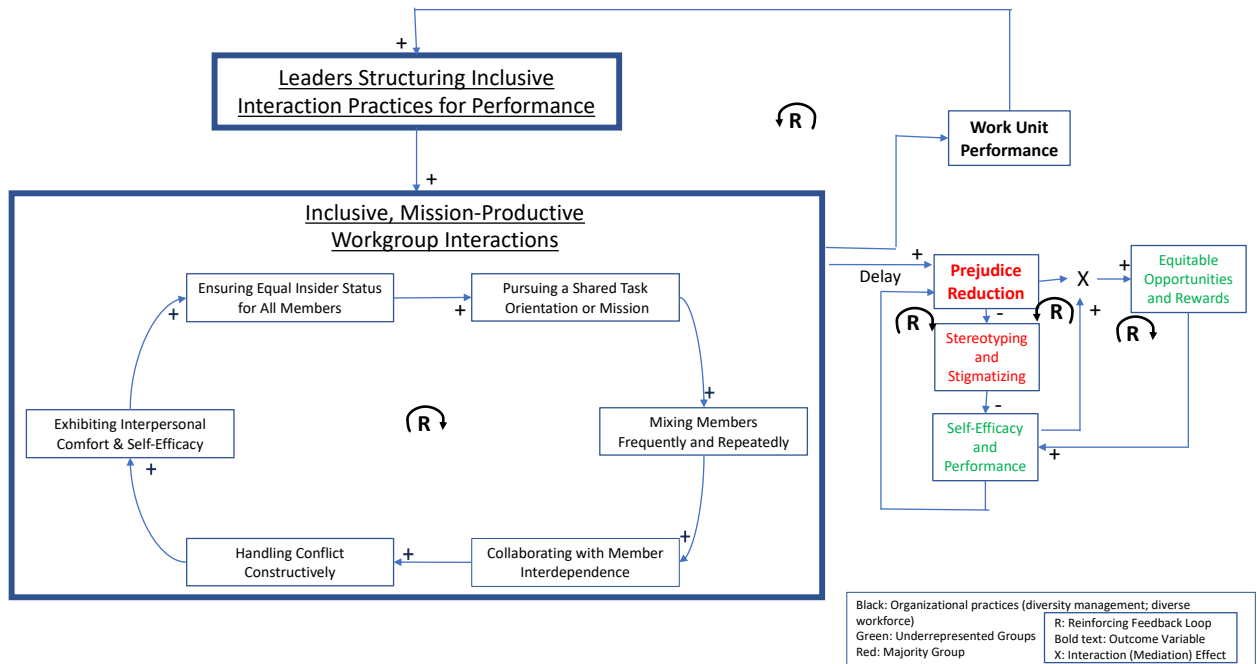 +
Leaders Structuring Inclusive
Interaction Practices for Performance
R
Work Unit
Performance
+
Inclusive, Mission-Productive
Workgroup Interactions
+
Delay
Prejudice
Reduction
X
+
Equitable
Opportunities
and Rewards
Ensuring Equal Insider Status
for All Members
+
Pursuing a Shared Task
Orientation or Mission
+
R
-
R
+
R
Stereotyping
and
Stigmatizing
+
Exhibiting Interpersonal
Comfort & Self-Efficacy
R
Mixing Members
Frequently and Repeatedly
-
Self-Efficacy
and
Performance
+
+
+
Handling Conflict
Constructively
+
Collaborating with Member
Interdependence
Black: Organizational practices (diversity management; diverse
workforce)
Green: Underrepresented Groups
Red: Majority Group
R: Reinforcing Feedback Loop
Bold text: Outcome Variable
X: Interaction (Mediation) Effect